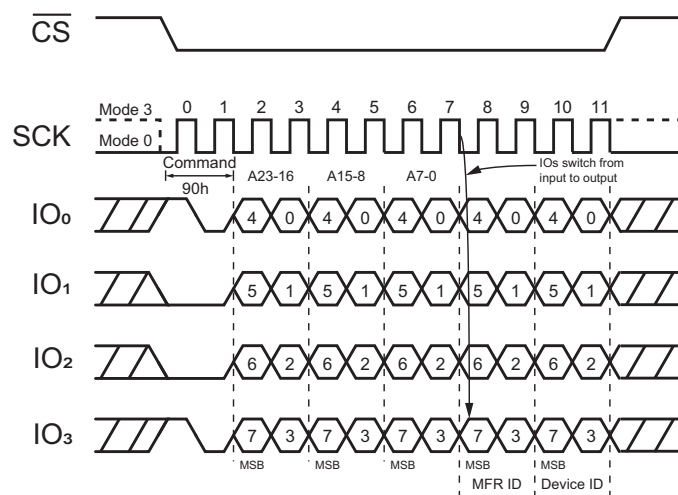 CS
Mode 3 0 1 2 3 4 5 6 7 8 9 10 11
SCK
Mode 0
Command A23-16 A15-8 A7-0 IOs switch from
input to output
90h
IO₀ 4 0 4 0 4 0 4 0 4 0
IO₁ 5 1 5 1 5 1 5 1 5 1
IO₂ 6 2 6 2 6 2 6 2 6 2
IO₃ 7 3 7 3 7 3 7 3 7 3
MSB MSB MSB MSB MSB
MFR ID Device ID